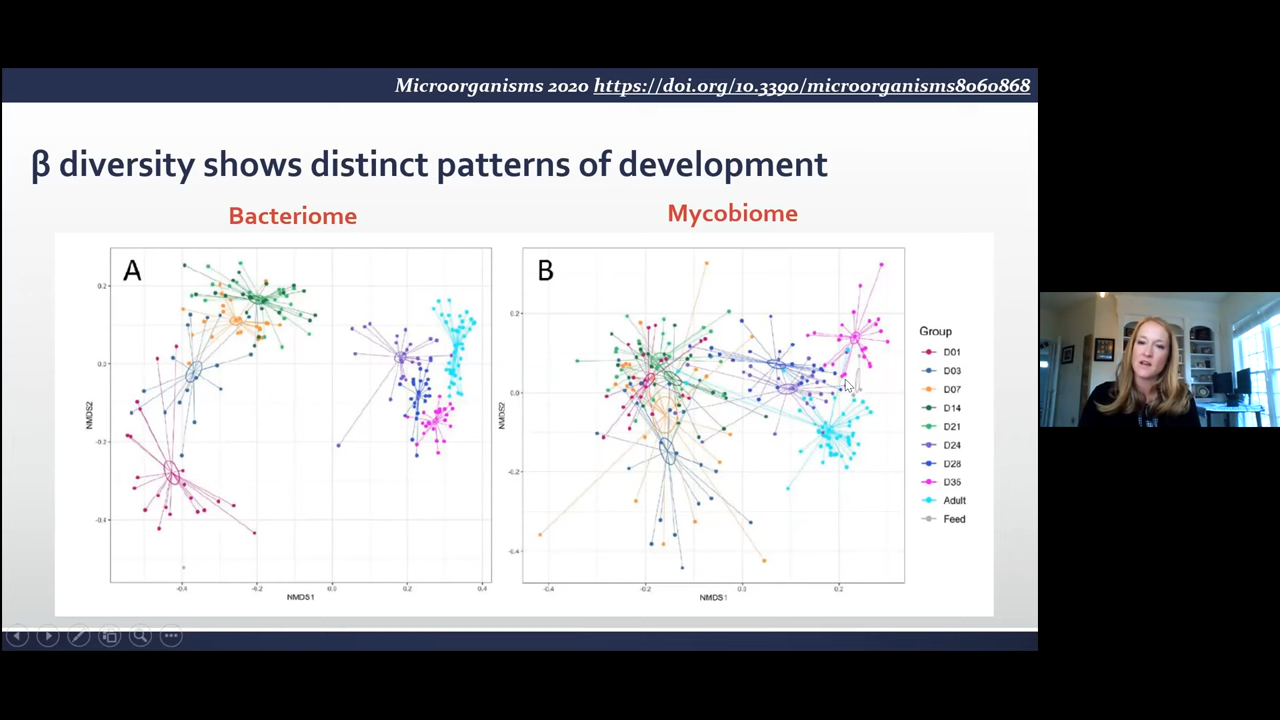 Microorganisms 2020 https://doi.org/10.3390/microorganisms8060868
β diversity shows distinct patterns of development
Bacteriome
Mycobiome
A
0.2
0.0
-0.2
-0.4
NMDS2
-0.4
-0.2
0.0
0.2
0.4
NMDS1
B
0.2
0.0
-0.2
-0.4
NMDS2
-0.4
-0.2
0.0
0.2
NMDS1
Group
D01
D03
D07
D14
D21
D24
D28
D35
Adult
Feed